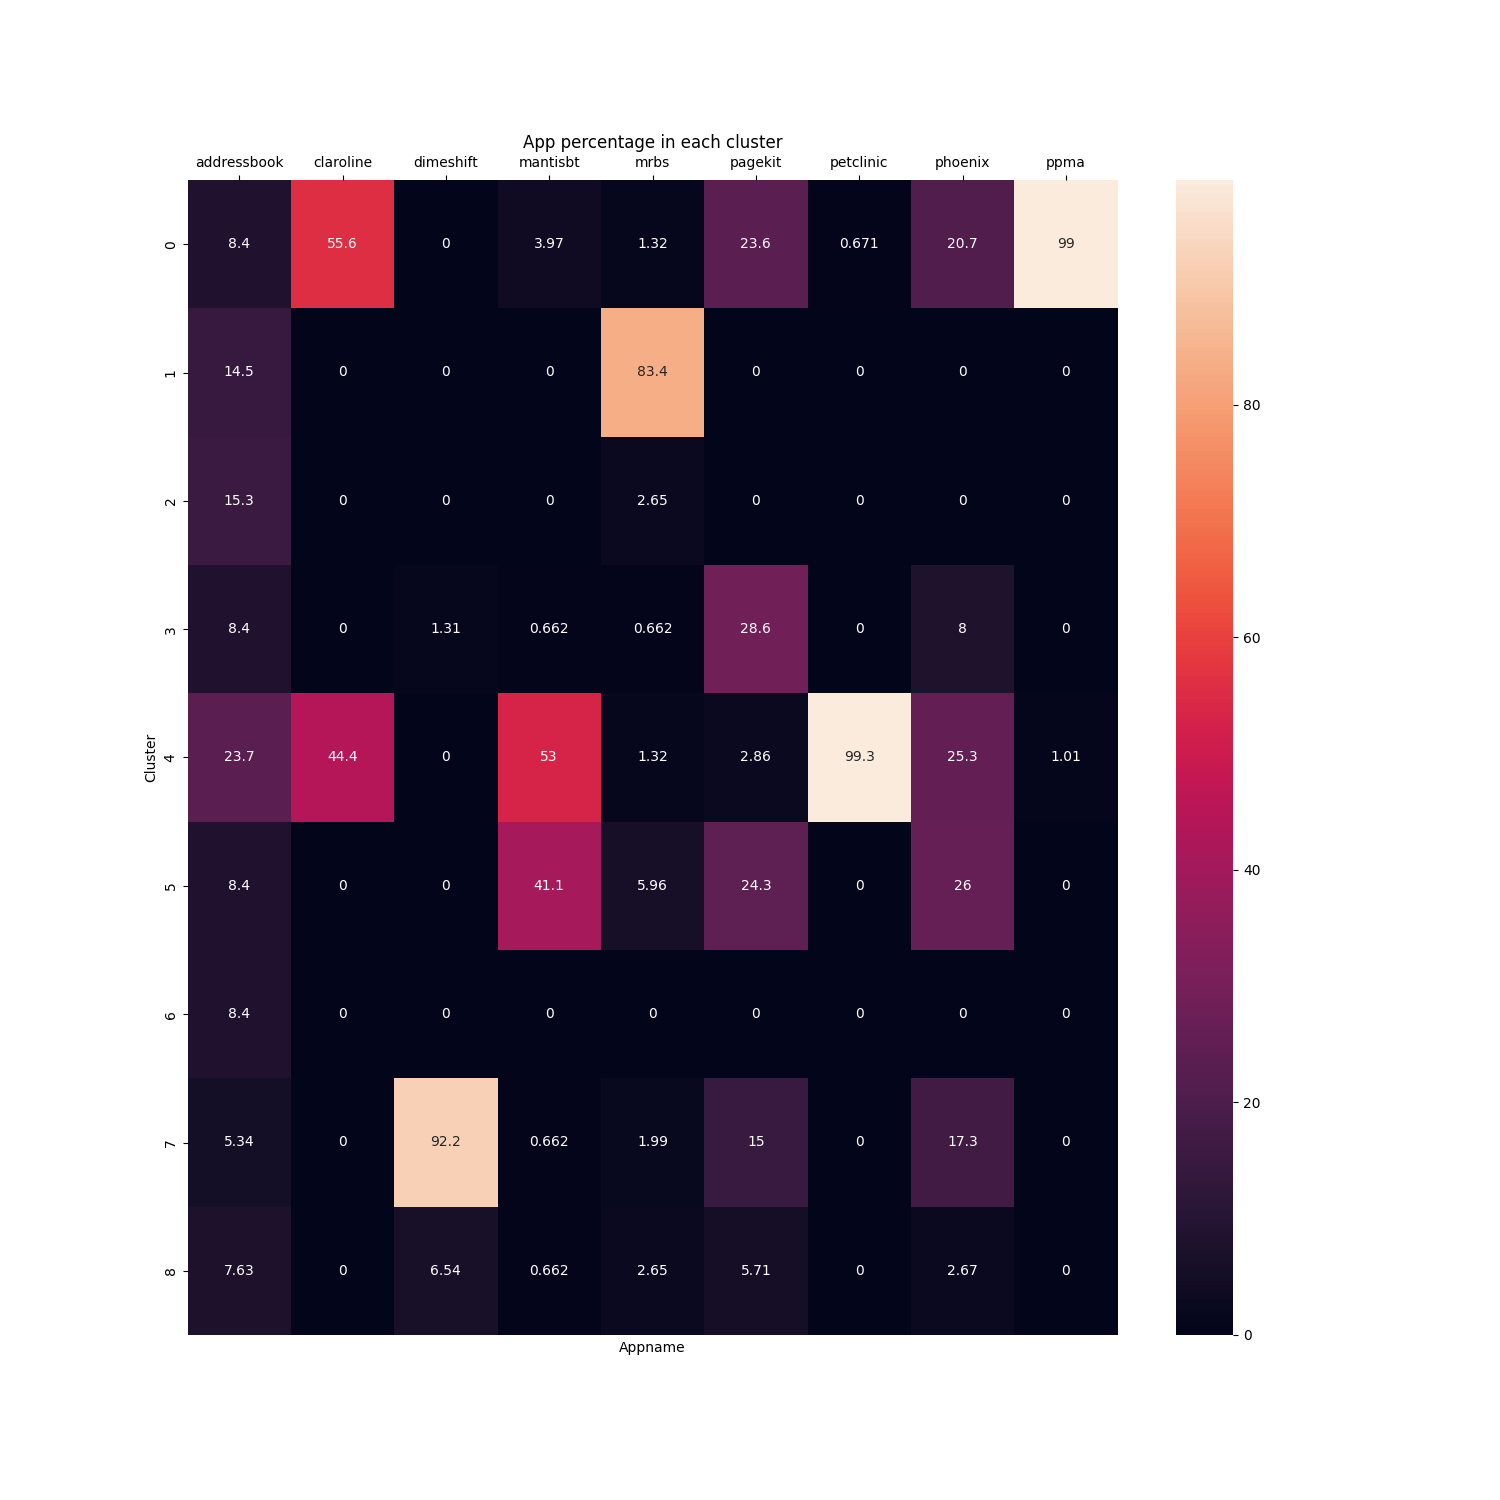 App percentage in each cluster
addressbook claroline dimeshift mantisbt mrbs pagekit petclinic phoenix ppma
0 8.4 55.6 0 3.97 1.32 23.6 0.671 20.7 99
1 14.5 0 0 0 83.4 0 0 0 0
80
2 15.3 0 0 0 2.65 0 0 0 0
3 8.4 0 1.31 0.662 0.662 28.6 0 8 0
60
Cluster
4 23.7 44.4 0 53 1.32 2.86 99.3 25.3 1.01
40
5 8.4 0 0 41.1 5.96 24.3 0 26 0
6 8.4 0 0 0 0 0 0 0 0
20
7 5.34 0 92.2 0.662 1.99 15 0 17.3 0
8 7.63 0 6.54 0.662 2.65 5.71 0 2.67 0
0
Appname